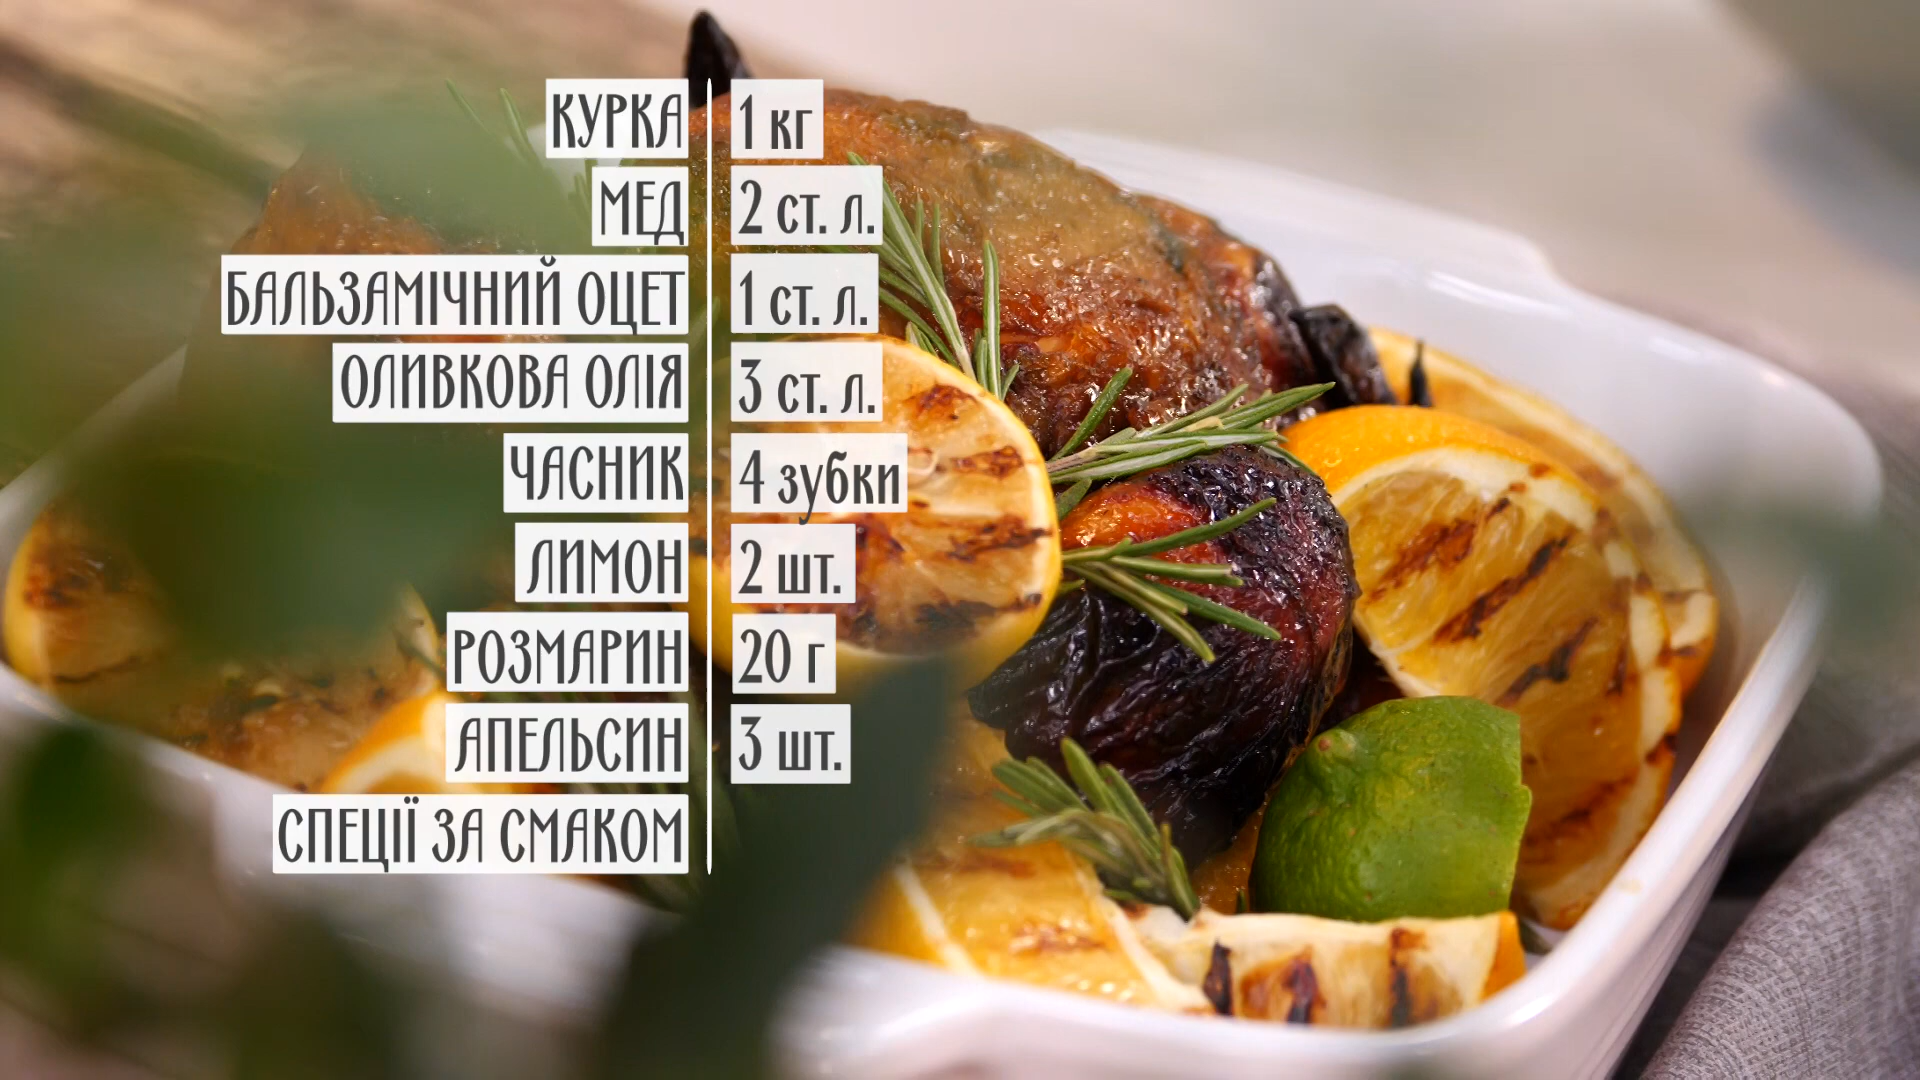 КУРКА 1 кг
МЕД 2 ст. л.
БАЛЬЗАМІЧНИЙ ОЦЕТ 1 ст. л.
ОЛИВКОВА ОЛІЯ 3 ст. л.
ЧАСНИК 4 зубки
ЛИМОН 2 шт.
РОЗМАРИН 20 г
АПЕЛЬСИН 3 шт.
СПЕЦІЇ ЗА СМАКОМ